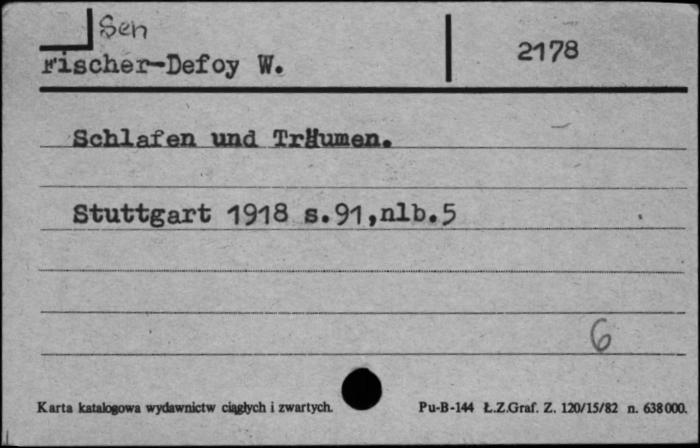 Sen
Fischer-Defoy W.
2178
Schlafen und Träumen.
Stuttgart 1918 s.91,nlb.5
6
Karta katalogowa wydawnictw ciągłych i zwartych.
Pu-B-144 Ł.Z.Graf. Z. 120/15/82 n. 638000.